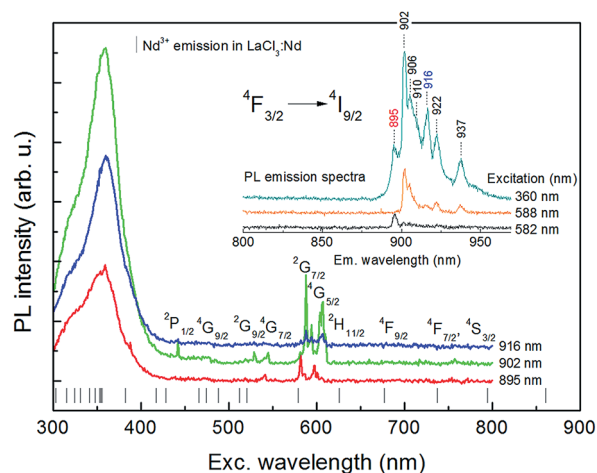 Nd³⁺ emission in LaCl₃:Nd
⁴F₃/₂ → ⁴I₉/₂
895
902
906
910
916
922
937
PL emission spectra
Excitation (nm)
360 nm
588 nm
582 nm
800 850 900 950
Em. wavelength (nm)
PL intensity (arb. u.)
²P₁/₂ ⁴G₉/₂ ²G₉/₂ ⁴G₇/₂ ²G₇/₂ ⁴G₅/₂ ²H₁₁/₂ ⁴F₉/₂ ⁴F₇/₂, ⁴S₃/₂
916 nm
902 nm
895 nm
300 400 500 600 700 800 900
Exc. wavelength (nm)